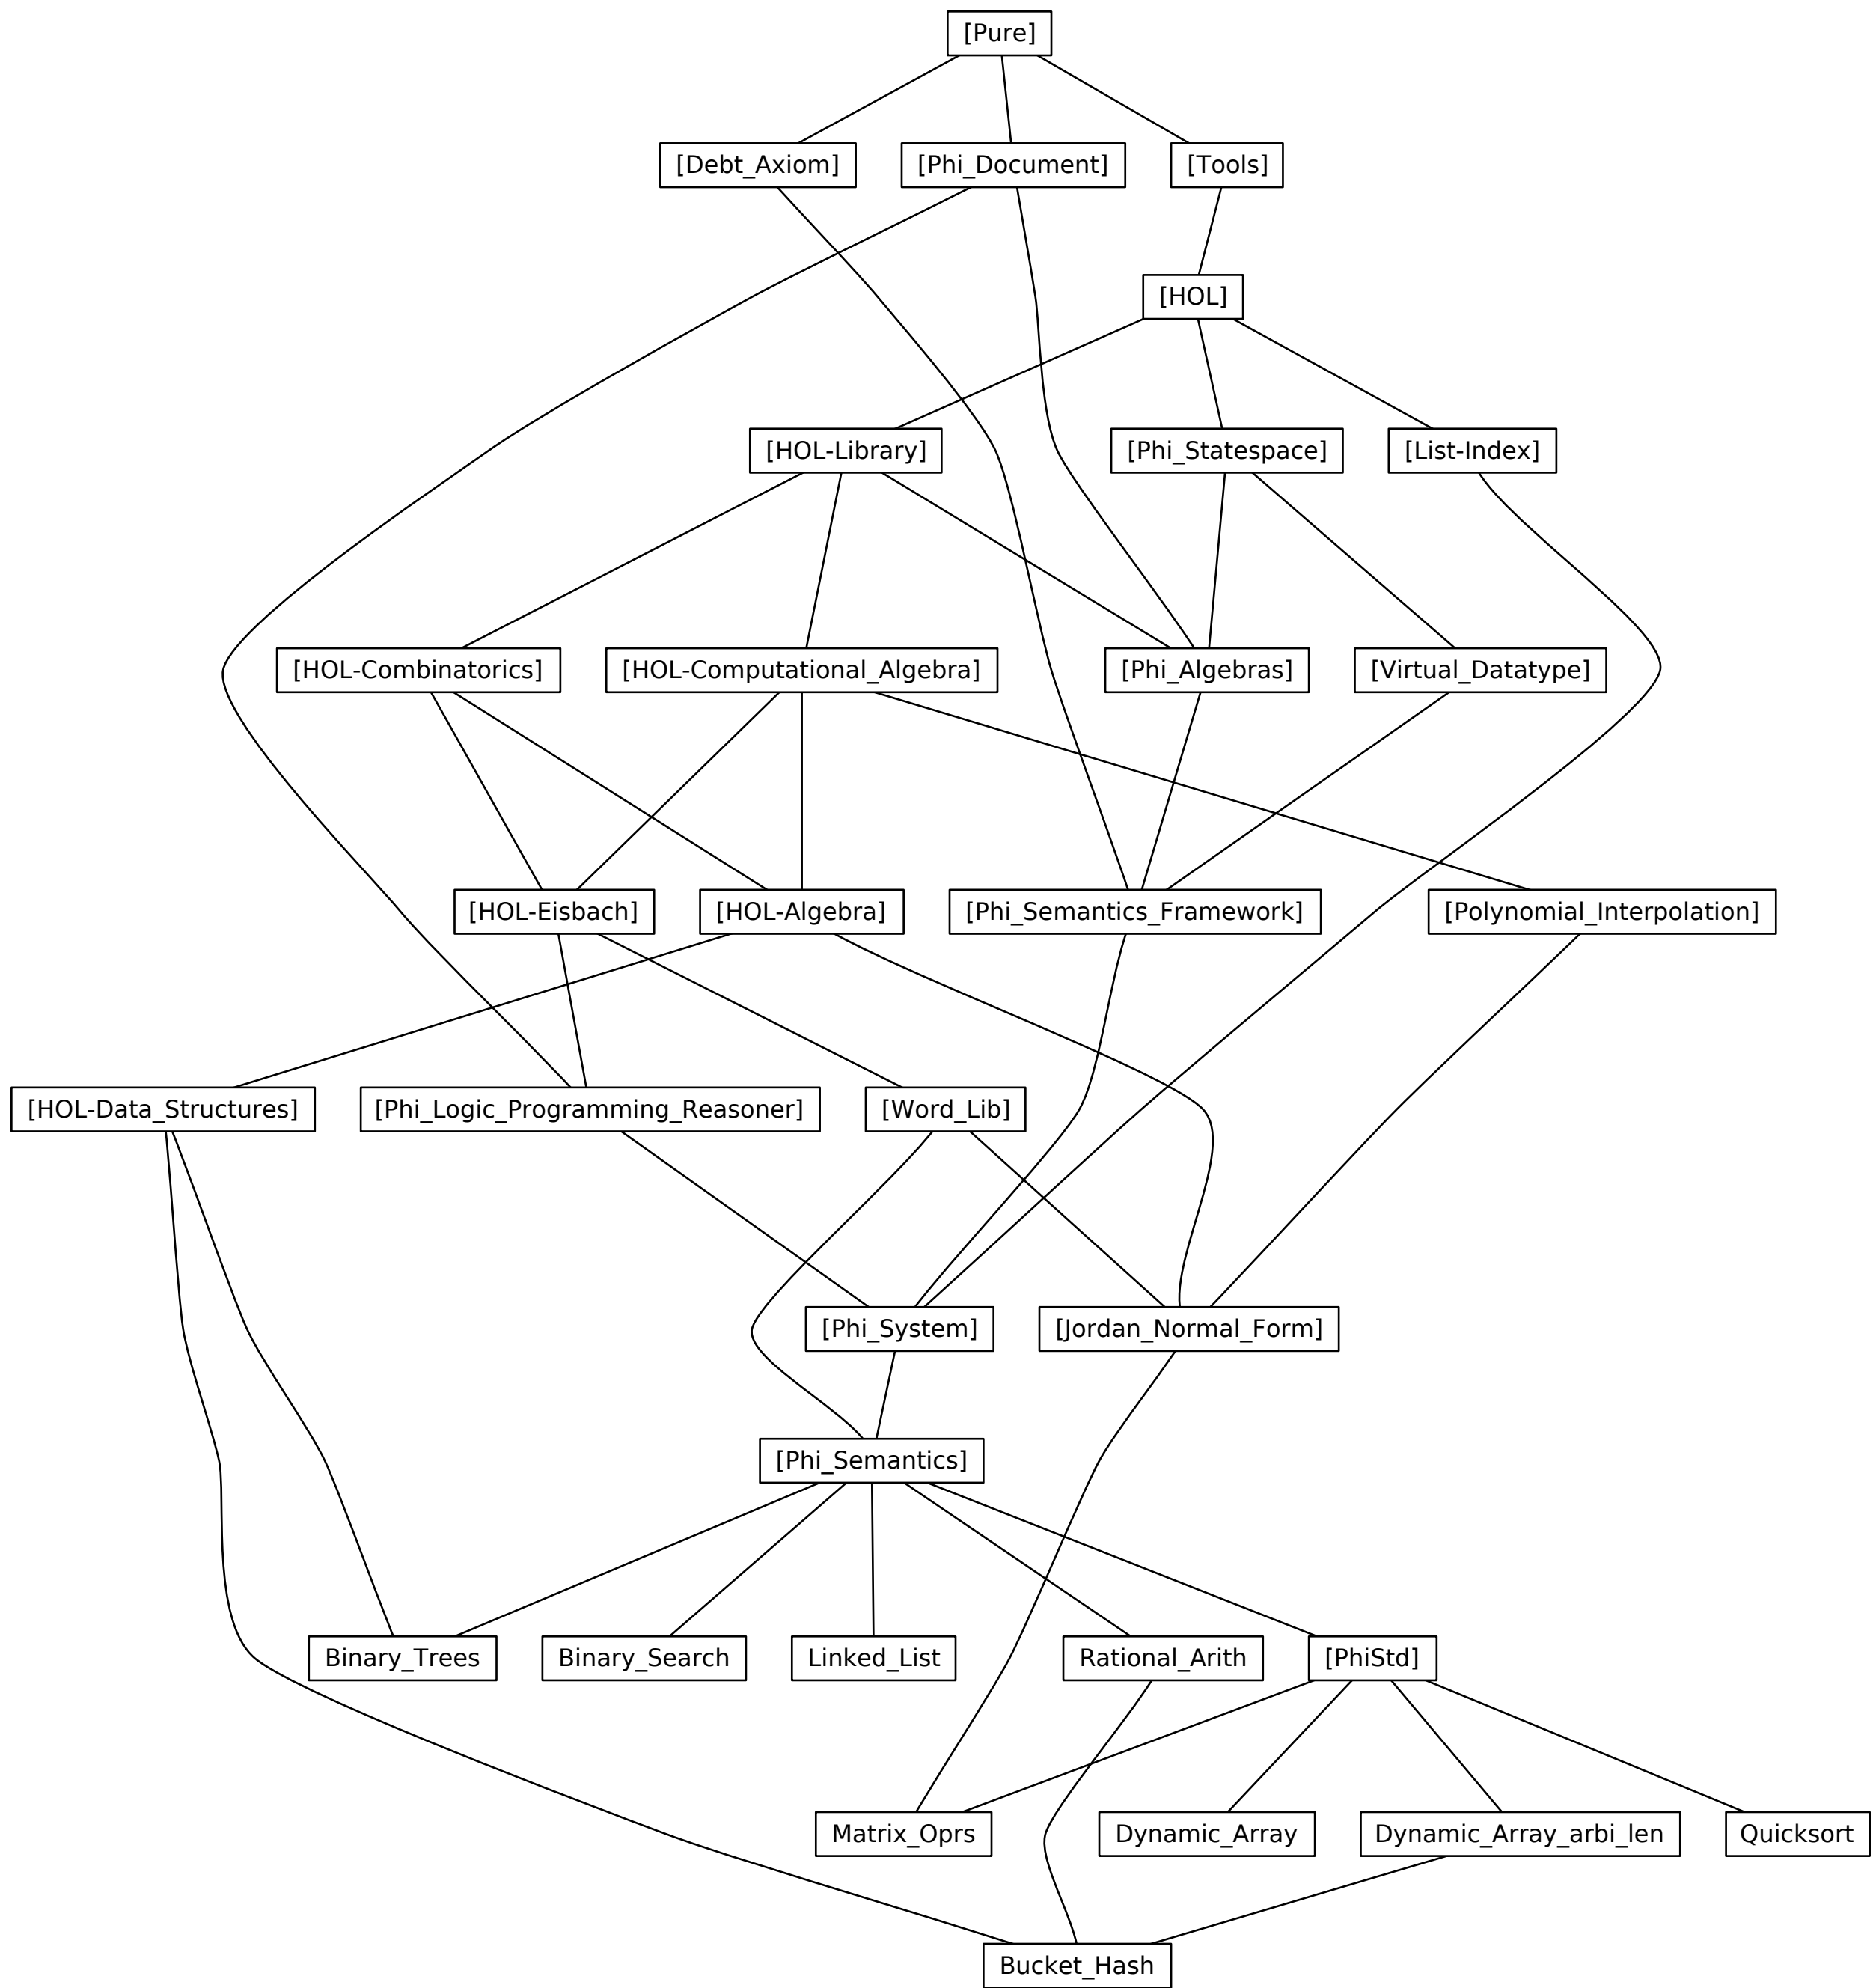 [Pure]
[Debt_Axiom]
[Phi_Document]
[Tools]
[HOL]
[HOL-Library]
[Phi_Statespace]
[List-Index]
[HOL-Combinatorics]
[HOL-Computational_Algebra]
[Phi_Algebras]
[Virtual_Datatype]
[HOL-Eisbach]
[HOL-Algebra]
[Phi_Semantics_Framework]
[Polynomial_Interpolation]
[HOL-Data_Structures]
[Phi_Logic_Programming_Reasoner]
[Word_Lib]
[Phi_System]
[Jordan_Normal_Form]
[Phi_Semantics]
Binary_Trees
Binary_Search
Linked_List
Rational_Arith
[PhiStd]
Matrix_Oprs
Dynamic_Array
Dynamic_Array_arbi_len
Quicksort
Bucket_Hash